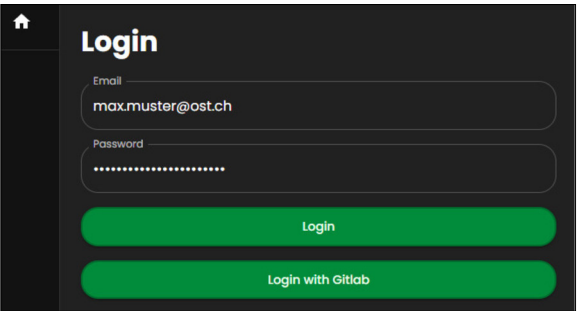 Login
Email
max.muster@ost.ch
Password
•••••••••••••••••••••••
Login
Login with Gitlab